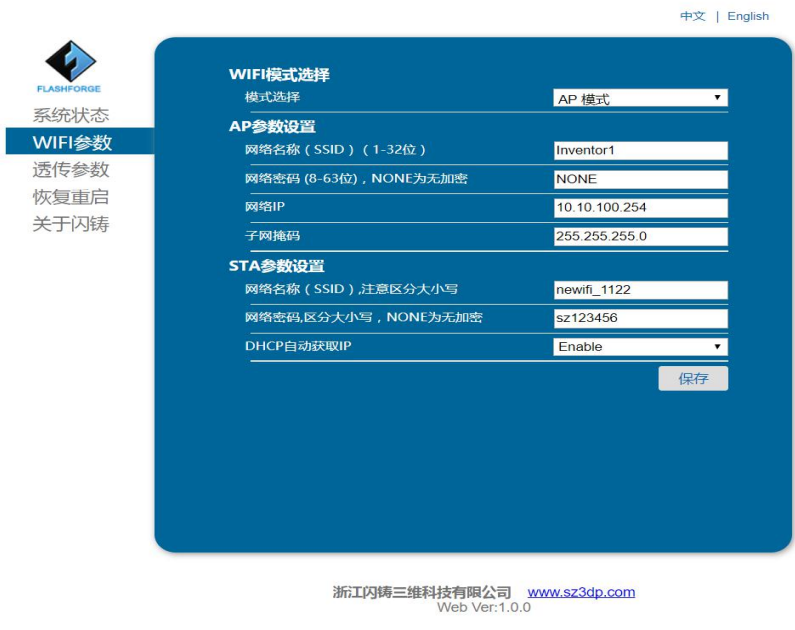 中文 | English
FLASHFORGE
系统状态
WIFI参数
透传参数
恢复重启
关于闪铸
WIFI模式选择
模式选择 AP 模式
AP参数设置
网络名称（SSID）（1-32位） Inventor1
网络密码 (8-63位)，NONE为无加密 NONE
网络IP 10.10.100.254
子网掩码 255.255.255.0
STA参数设置
网络名称（SSID）,注意区分大小写 newifi_1122
网络密码,区分大小写，NONE为无加密 sz123456
DHCP自动获取IP Enable
保存
浙江闪铸三维科技有限公司 www.sz3dp.com
Web Ver:1.0.0